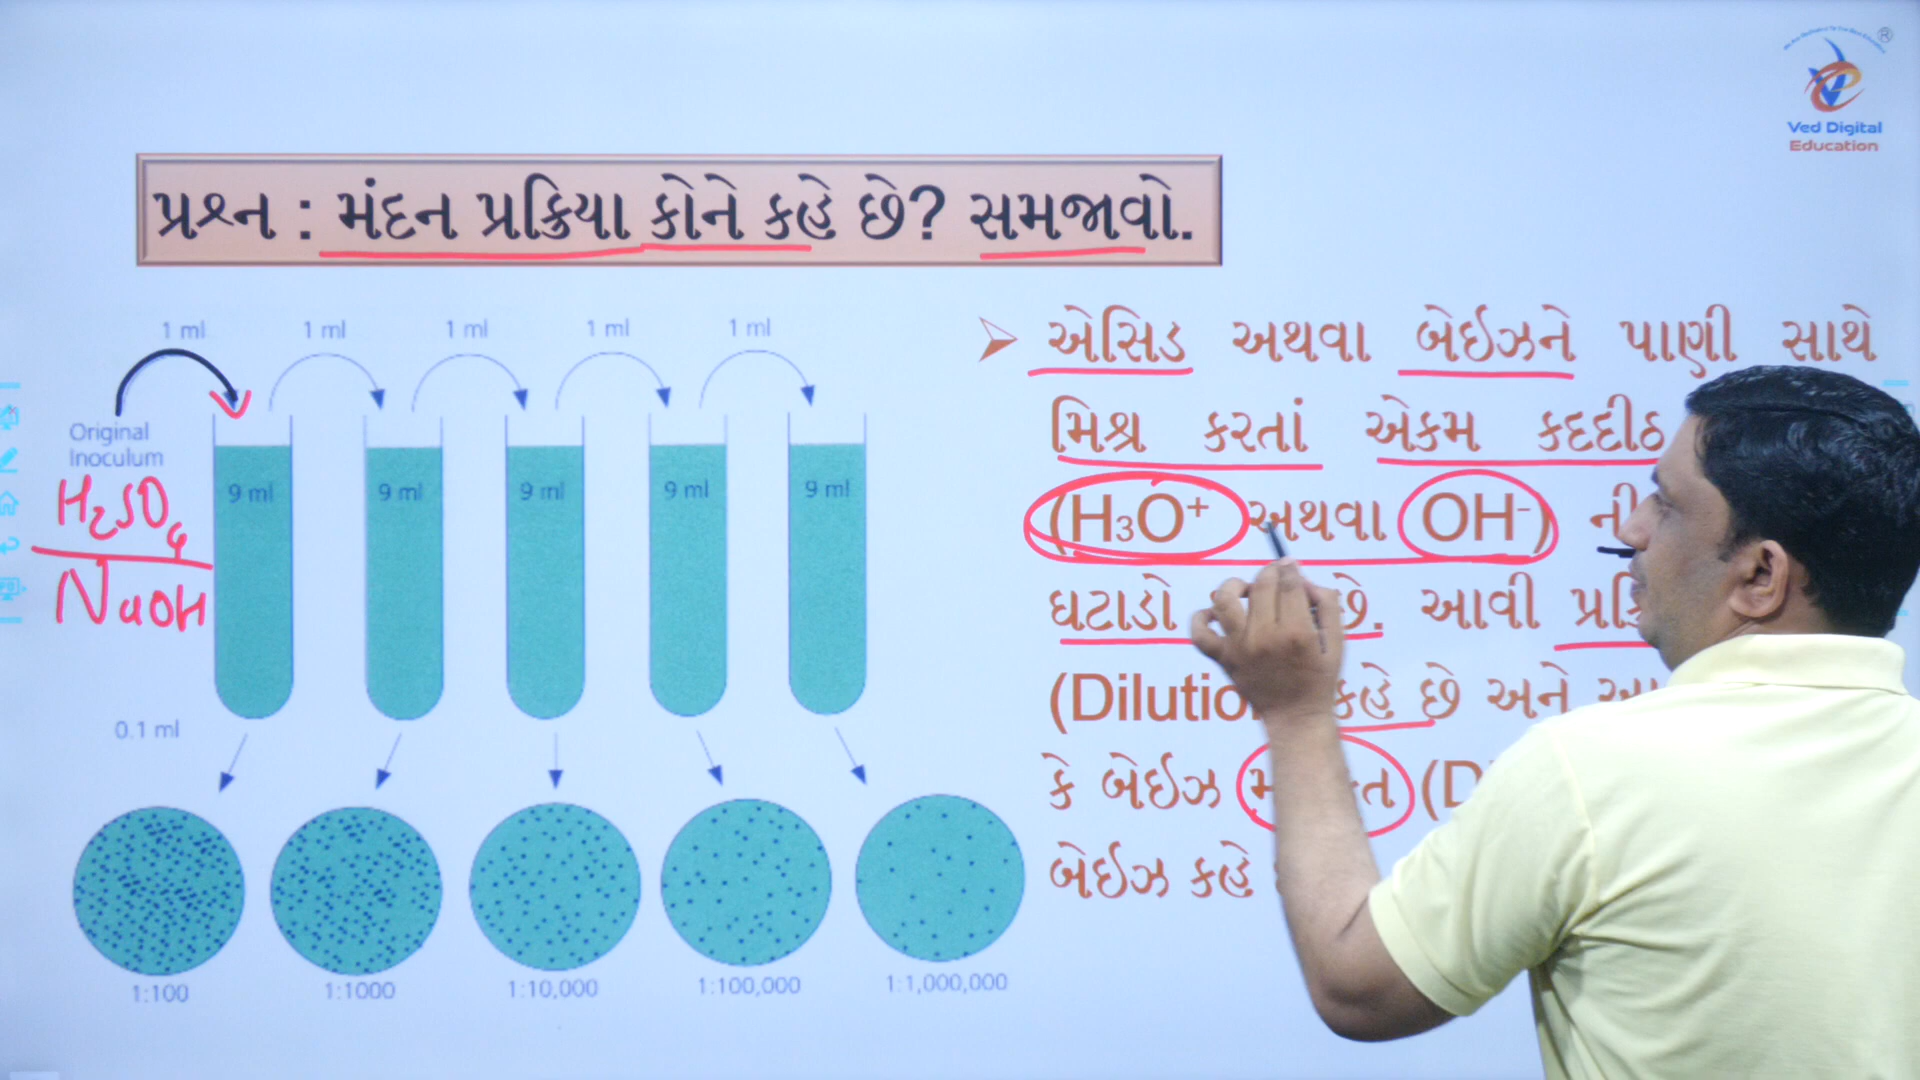 Ved Digital
Education
પ્રશ્ન : મંદન પ્રક્રિયા કોને કહે છે? સમજાવો.
1 ml 1 ml 1 ml 1 ml 1 ml
Original
Inoculum
H2SO4
NaOH
9 ml 9 ml 9 ml 9 ml 9 ml
0.1 ml
1:100 1:1000 1:10,000 1:100,000 1:1,000,000
➢ એસિડ અથવા બેઈઝને પાણી સાથે
મિશ્ર કરતાં એકમ કદદીઠ
(H₃O⁺ અથવા OH⁻) ની
ઘટાડો છે. આવી
કહે છે અને
કે બેઈઝ
બેઈઝ કહે